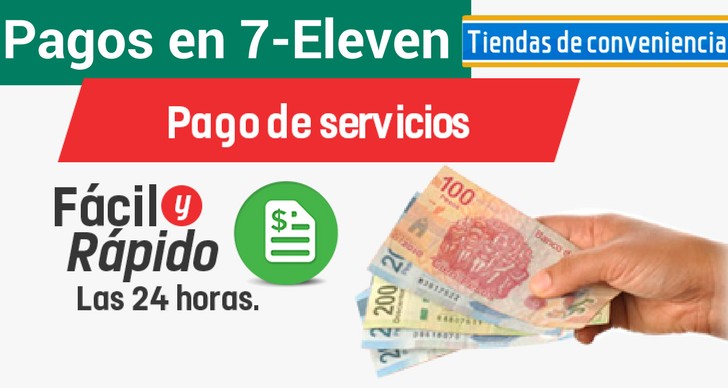 Pagos en 7-Eleven
Tiendas de conveniencia
Pago de servicios
Fácil y
Rápido
Las 24 horas.
$
100
200